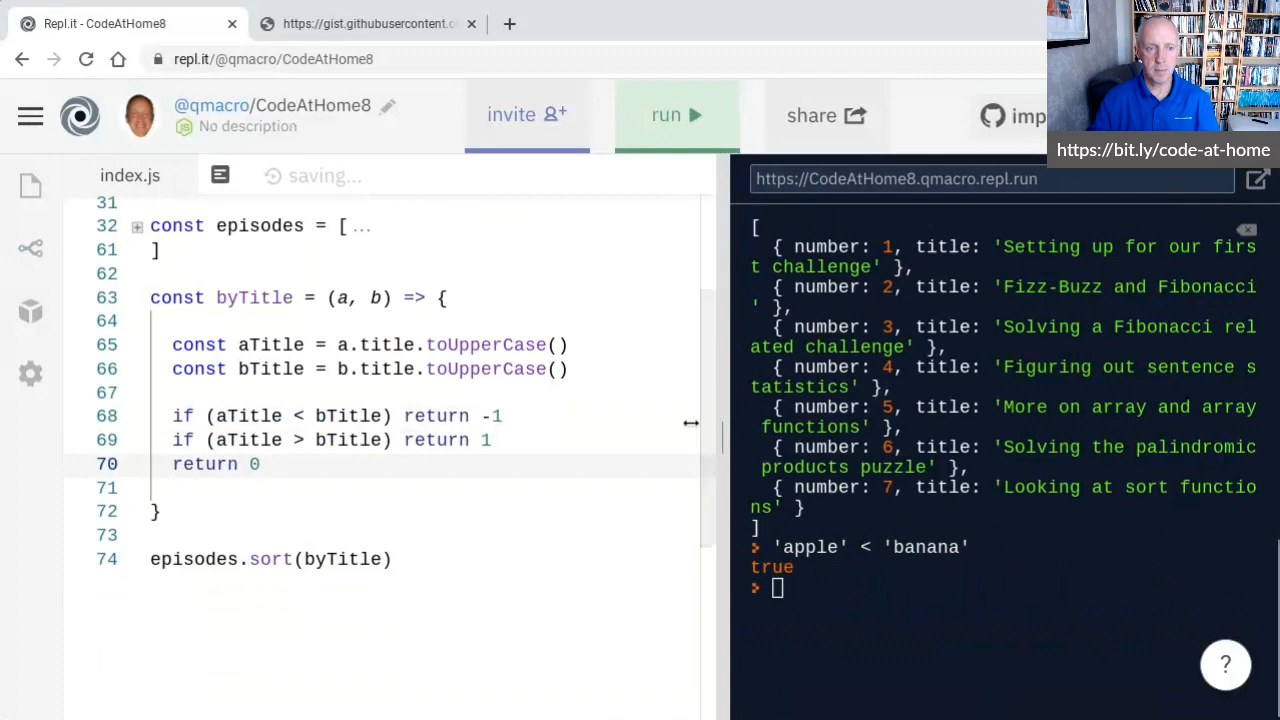 Repl.it - CodeAtHome8
https://gist.githubusercontent.c
repl.it/@qmacro/CodeAtHome8
@qmacro/CodeAtHome8
No description
invite
run
share
imp
https://bit.ly/code-at-home
index.js
saving...
31
32 const episodes = [...
61 ]
62
63 const byTitle = (a, b) => {
64
65 const aTitle = a.title.toUpperCase()
66 const bTitle = b.title.toUpperCase()
67
68 if (aTitle < bTitle) return -1
69 if (aTitle > bTitle) return 1
70 return 0
71
72 }
73
74 episodes.sort(byTitle)
https://CodeAtHome8.qmacro.repl.run
[
{ number: 1, title: 'Setting up for our firs
t challenge' },
{ number: 2, title: 'Fizz-Buzz and Fibonacci
' },
{ number: 3, title: 'Solving a Fibonacci rel
ated challenge' },
{ number: 4, title: 'Figuring out sentence s
tatistics' },
{ number: 5, title: 'More on array and array
functions' },
{ number: 6, title: 'Solving the palindromic
products puzzle' },
{ number: 7, title: 'Looking at sort functio
ns' }
]
'apple' < 'banana'
true
?